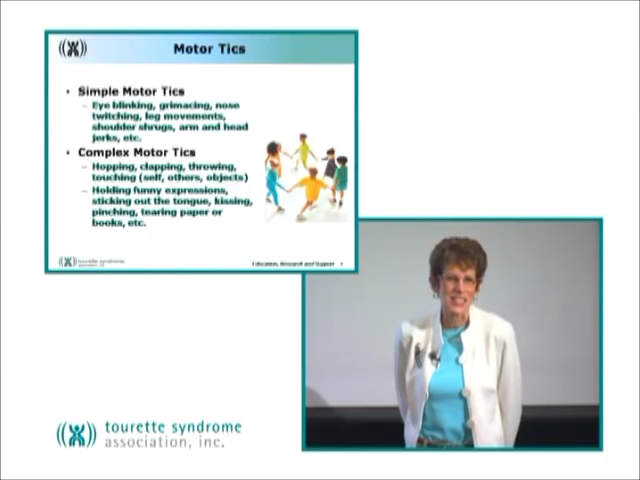 Motor Tics
• Simple Motor Tics
– Eye blinking, grimacing, nose
twitching, leg movements,
shoulder shrugs, arm and head
jerks, etc.
• Complex Motor Tics
– Hopping, clapping, throwing,
touching (self, others, objects)
– Holding funny expressions,
sticking out the tongue, kissing,
pinching, tearing paper or
books, etc.
tourette syndrome
Education, Research and Support
tourette syndrome
association, inc.